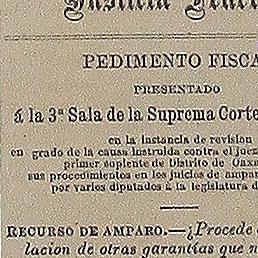 PEDIMENTO FISCA
PRESENTADO
á la 3ª Sala de la Suprema Corte
en la instancia de revision
en grado de la causa instruida contra el juez
primer suplente de Distrito de Oaxa
sus procedimientos en los juicios de ampar
por varios diputados á la legislatura d
RECURSO DE AMPARO.—¿Procede
lacion de otras garantías que n